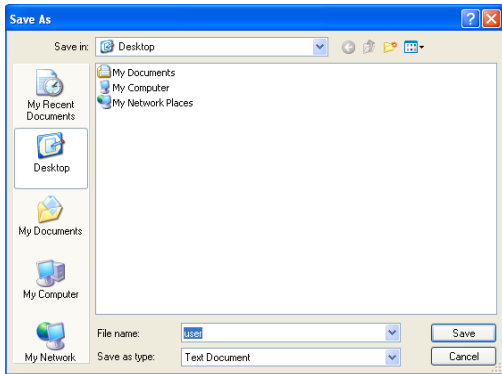 Save As
Save in:
Desktop
My Documents
My Computer
My Network Places
My Recent
Documents
Desktop
My Documents
My Computer
My Network
File name:
user
Save
Save as type:
Text Document
Cancel